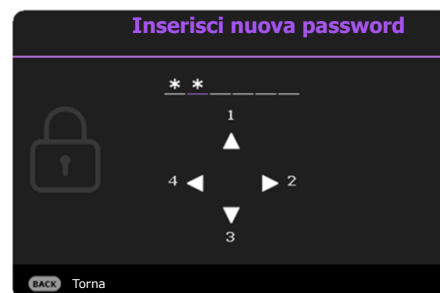 Inserisci nuova password
* * _ _ _ _
1
4 2
3
BACK Torna